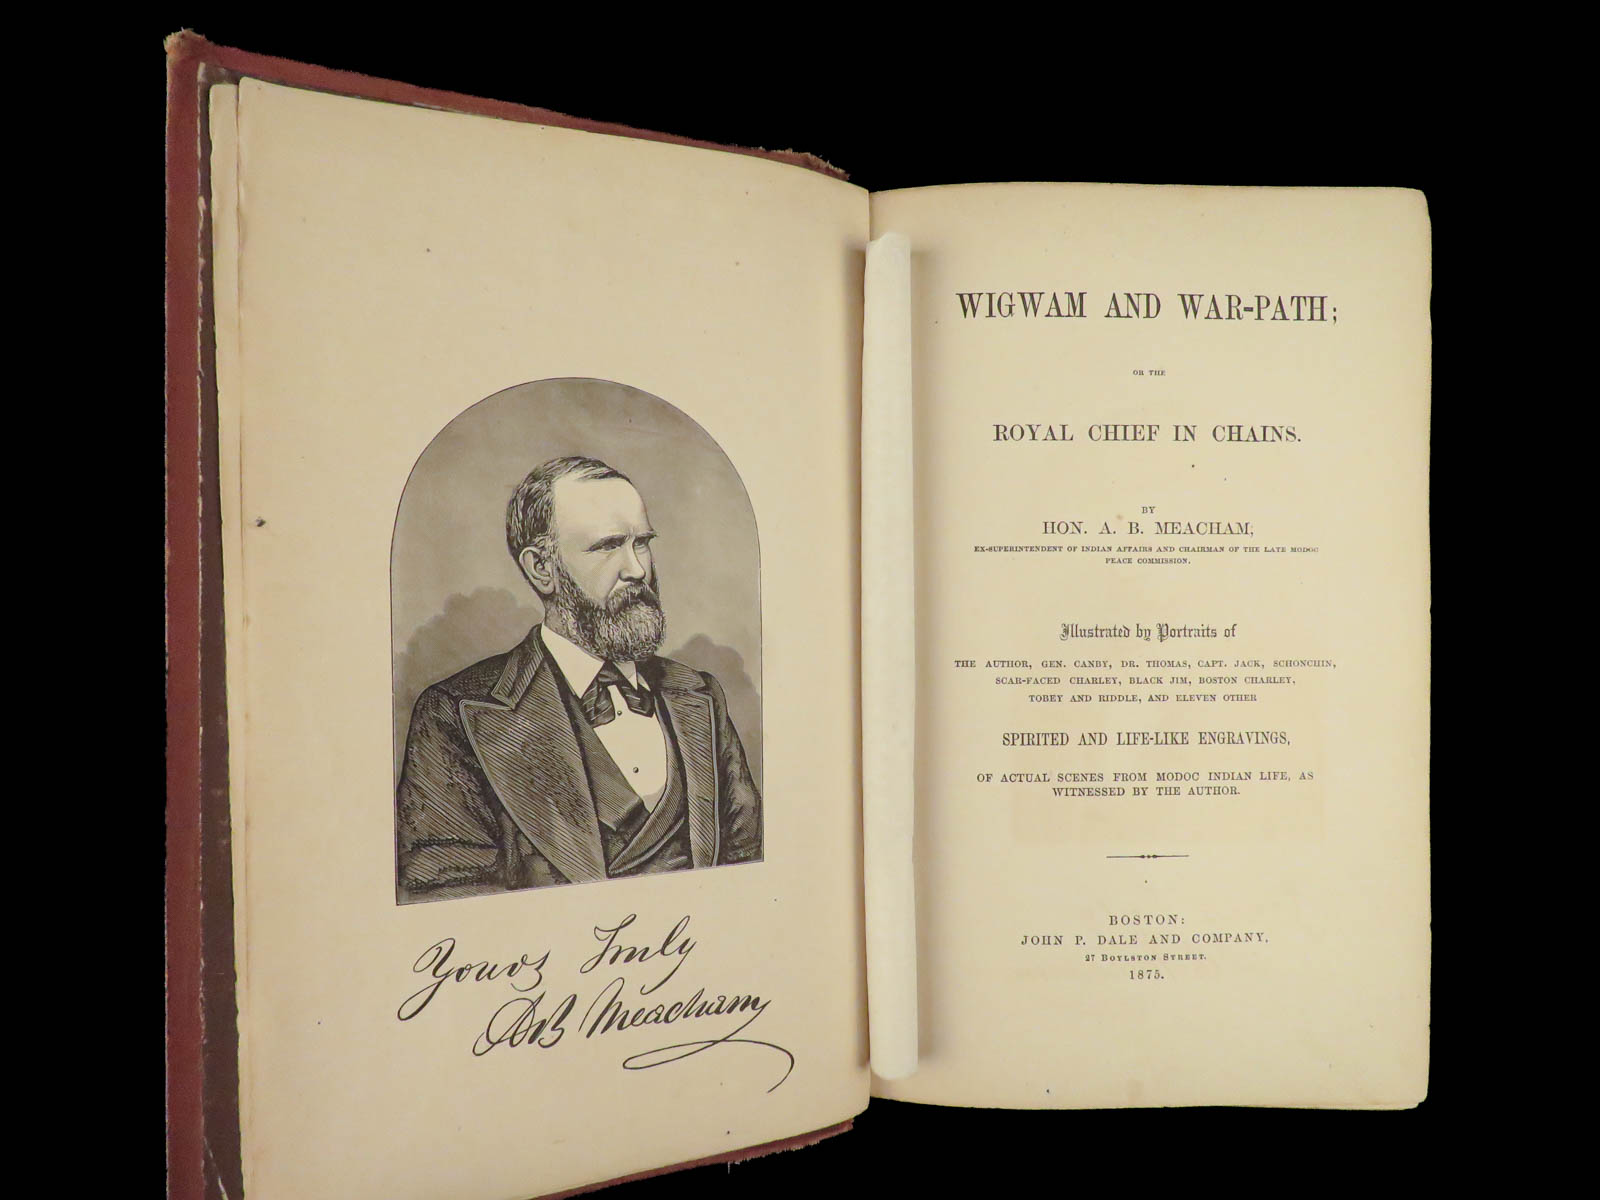 Yours Truly
AB Meacham
WIGWAM AND WAR-PATH;
OR THE
ROYAL CHIEF IN CHAINS.
BY
HON. A. B. MEACHAM,
EX-SUPERINTENDENT OF INDIAN AFFAIRS AND CHAIRMAN OF THE LATE MODOC
PEACE COMMISSION.
Illustrated by Portraits of
THE AUTHOR, GEN. CANBY, DR. THOMAS, CAPT. JACK, SCHONCHIN,
SCAR-FACED CHARLEY, BLACK JIM, BOSTON CHARLEY,
TOBEY AND RIDDLE, AND ELEVEN OTHER
SPIRITED AND LIFE-LIKE ENGRAVINGS,
OF ACTUAL SCENES FROM MODOC INDIAN LIFE, AS
WITNESSED BY THE AUTHOR.
BOSTON:
JOHN P. DALE AND COMPANY,
27 BOYLSTON STREET.
1875.